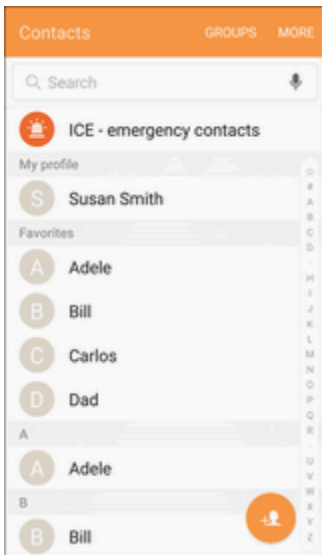 Contacts GROUPS MORE
Search
ICE - emergency contacts
My profile
S Susan Smith
Favorites
A Adele
B Bill
C Carlos
D Dad
A
A Adele
B
B Bill
#
A
B
C
D
H
I
J
K
L
M
N
O
P
Q
R
U
V
W
X
Y
Z